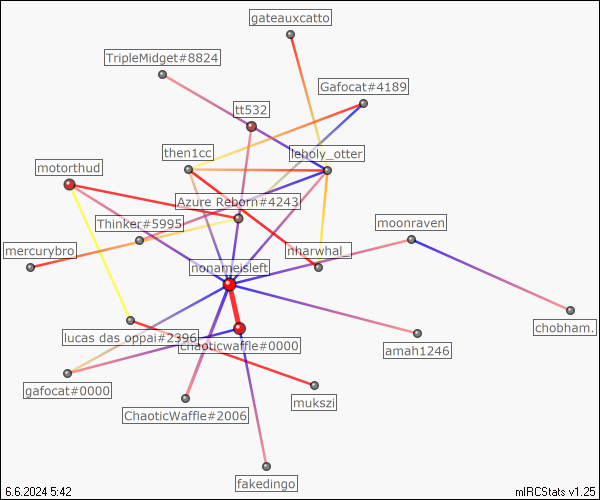 gateauxcatto
TripleMidget#8824
Gafocat#4189
tt532
then1cc
leholy_otter
motorthud
Azure Reborn#4243
Thinker#5995
moonraven
mercurybro
nharwhal_
nonameisleft
chobham.
lucas das oppai#2396
chaoticwaffle#0000
amah1246
gafocat#0000
mukszi
ChaoticWaffle#2006
fakedingo
6.6.2024 5:42
mIRCStats v1.25